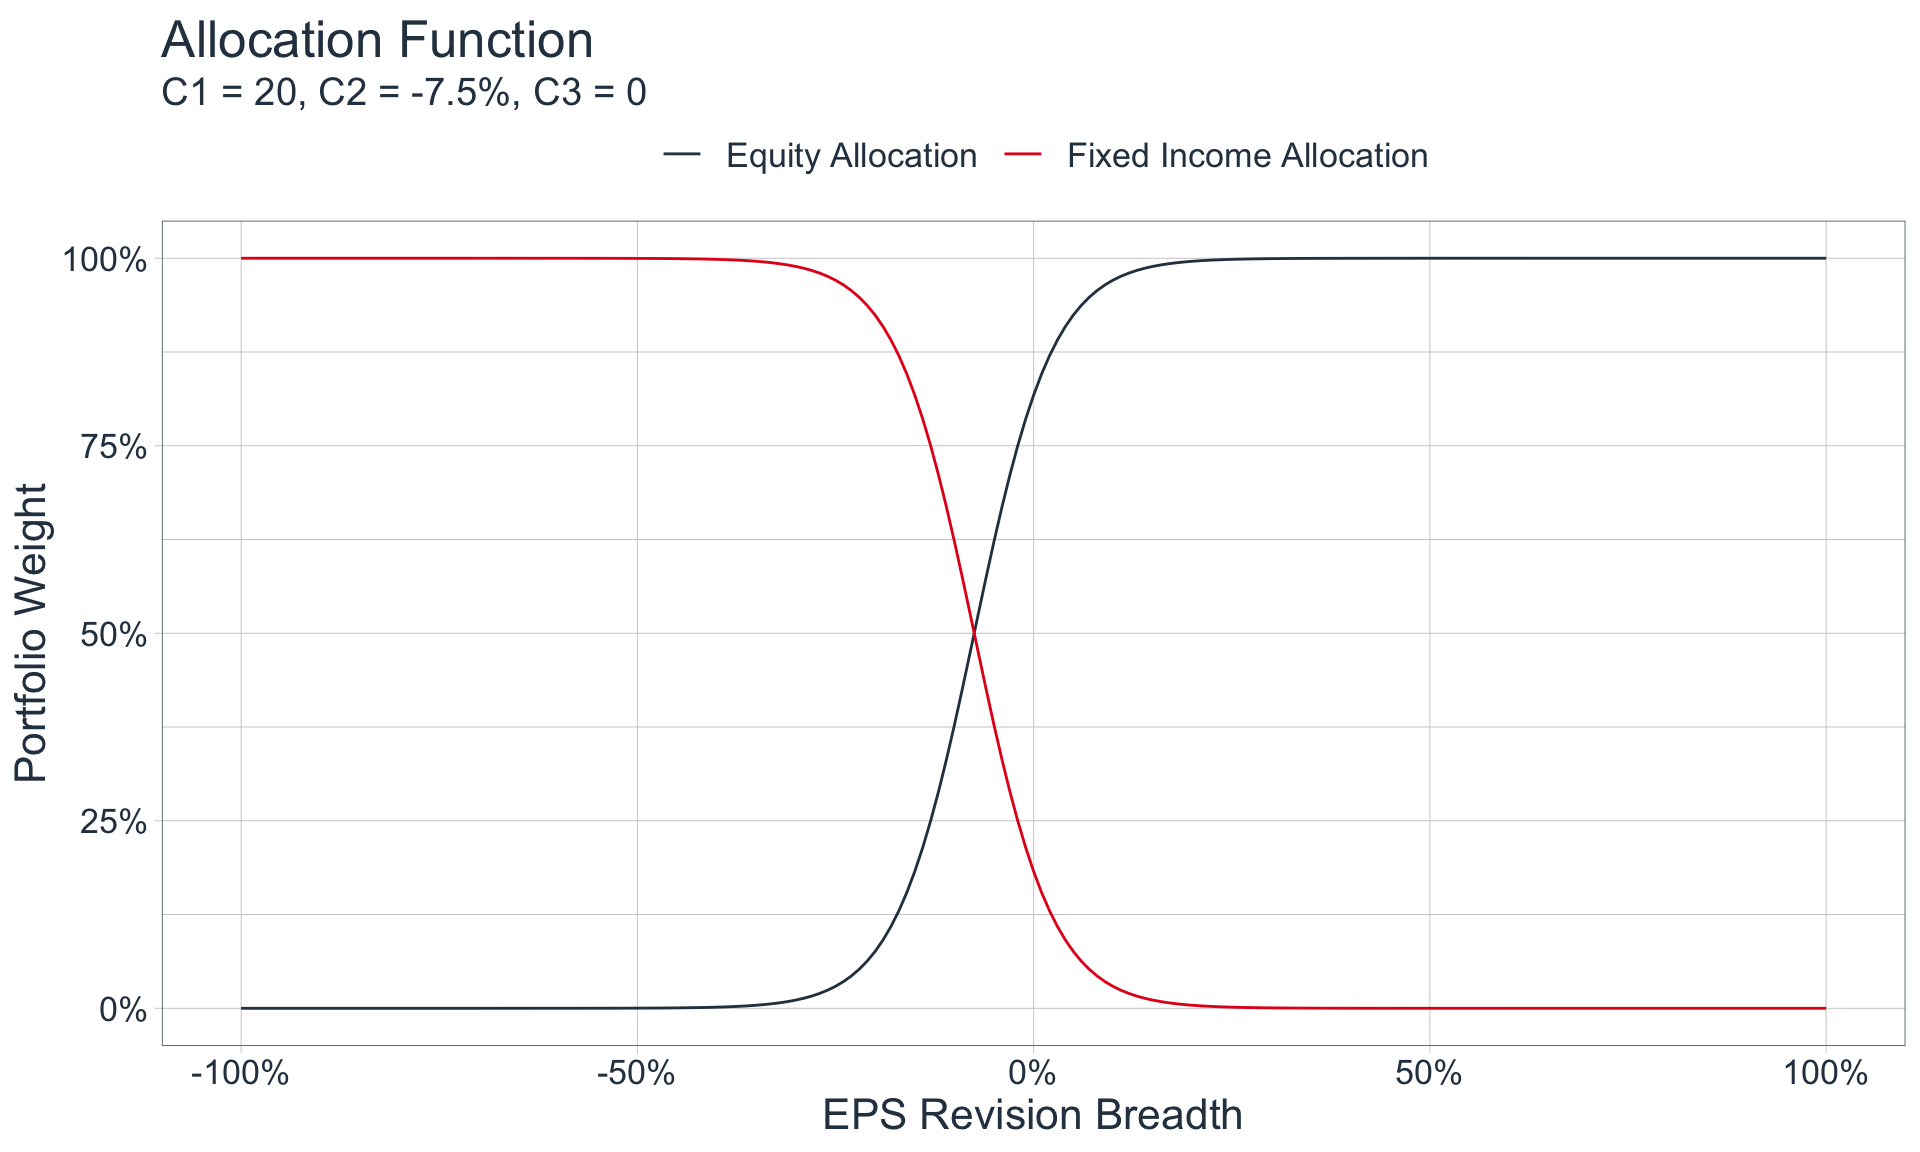 Allocation Function
C1 = 20, C2 = -7.5%, C3 = 0
Equity Allocation
Fixed Income Allocation
100%
75%
50%
25%
0%
Portfolio Weight
-100%
-50%
0%
50%
100%
EPS Revision Breadth